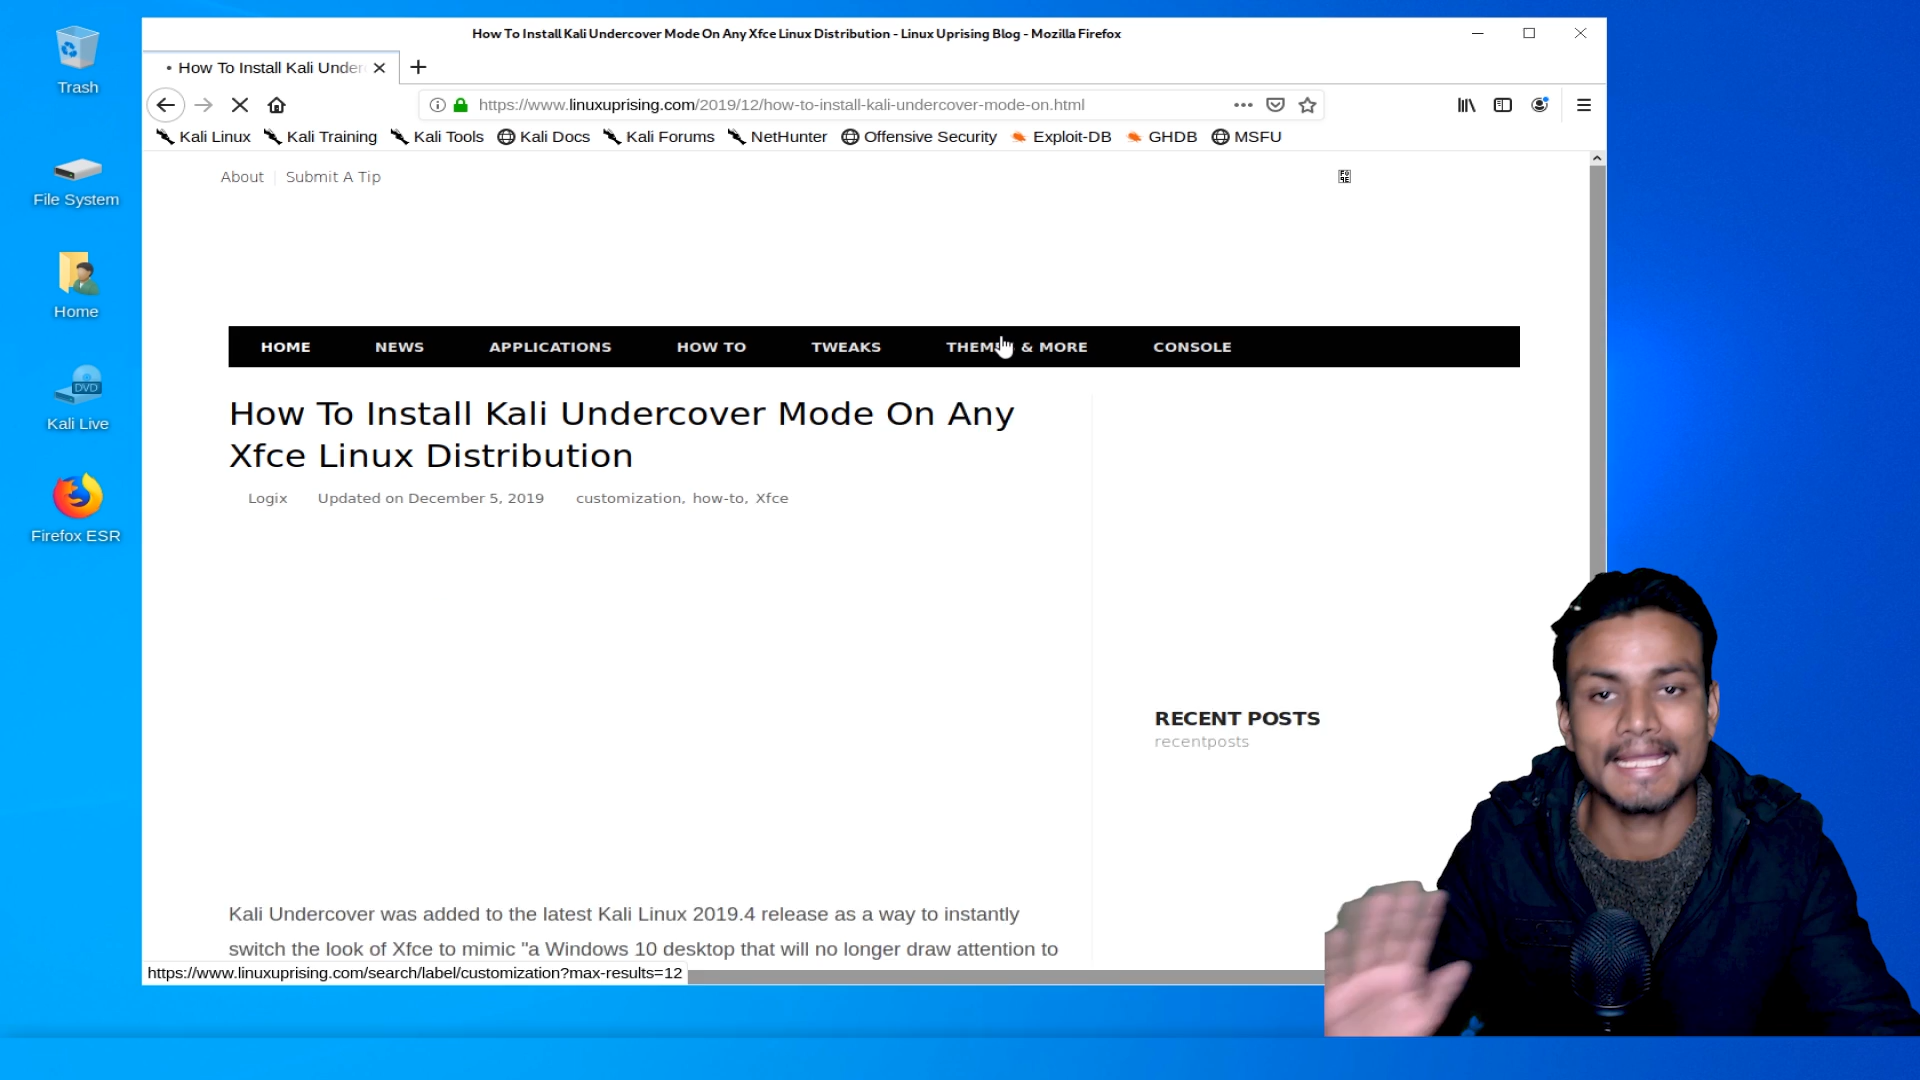 How To Install Kali Undercover Mode On Any Xfce Linux Distribution - Linux Uprising Blog - Mozilla Firefox
• How To Install Kali Under
https://www.linuxuprising.com/2019/12/how-to-install-kali-undercover-mode-on.html
Kali Linux Kali Training Kali Tools Kali Docs Kali Forums NetHunter Offensive Security Exploit-DB GHDB MSFU
About Submit A Tip
HOME NEWS APPLICATIONS HOW TO TWEAKS THEMES & MORE CONSOLE
How To Install Kali Undercover Mode On Any
Xfce Linux Distribution
Logix Updated on December 5, 2019 customization, how-to, Xfce
RECENT POSTS
recentposts
Kali Undercover was added to the latest Kali Linux 2019.4 release as a way to instantly
switch the look of Xfce to mimic "a Windows 10 desktop that will no longer draw attention to
https://www.linuxuprising.com/search/label/customization?max-results=12
Trash
File System
Home
DVD
Kali Live
Firefox ESR